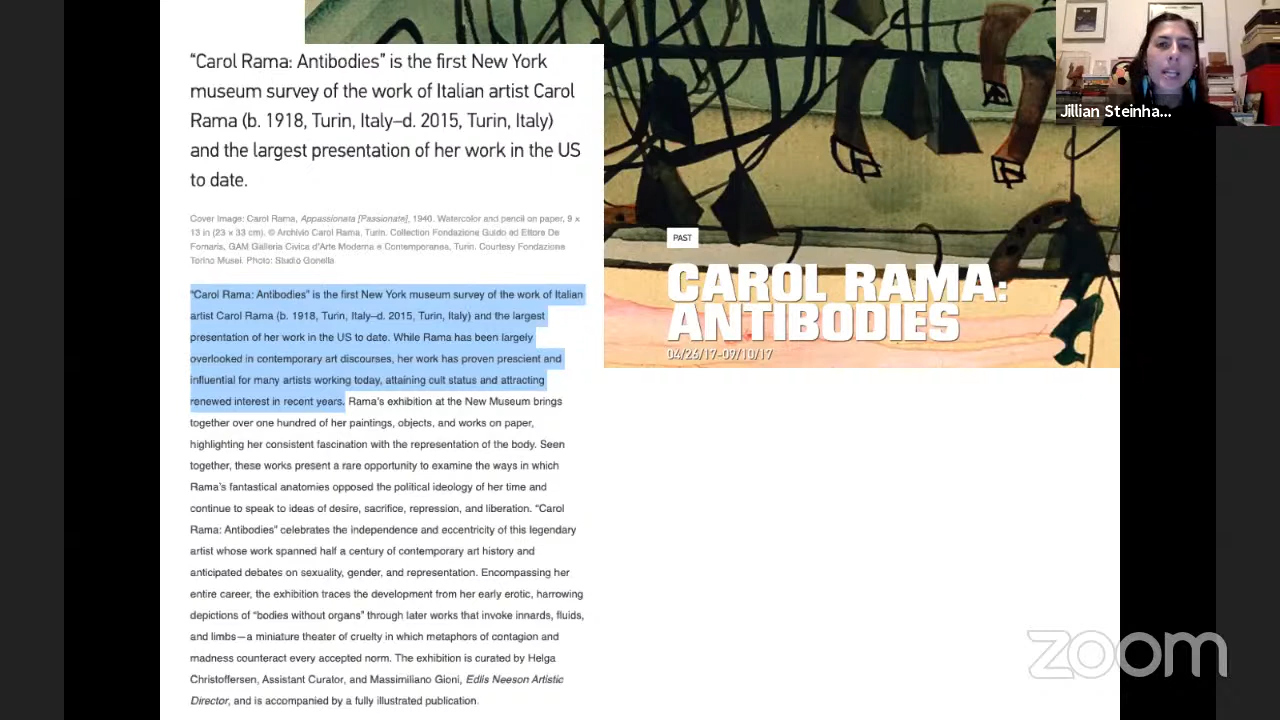 “Carol Rama: Antibodies” is the first New York
museum survey of the work of Italian artist Carol
Rama (b. 1918, Turin, Italy–d. 2015, Turin, Italy)
and the largest presentation of her work in the US
to date.
Cover Image: Carol Rama, Appassionata [Passionate], 1940. Watercolor and pencil on paper, 9 x
13 in (23 x 33 cm). © Archivio Carol Rama, Turin. Collection Fondazione Guido ed Ettore De
Fornaris, GAM Galleria Civica d’Arte Moderna e Contemporanea, Turin. Courtesy Fondazione
Torino Musei. Photo: Studio Gonella
“Carol Rama: Antibodies” is the first New York museum survey of the work of Italian
artist Carol Rama (b. 1918, Turin, Italy–d. 2015, Turin, Italy) and the largest
presentation of her work in the US to date. While Rama has been largely
overlooked in contemporary art discourses, her work has proven prescient and
influential for many artists working today, attaining cult status and attracting
renewed interest in recent years. Rama’s exhibition at the New Museum brings
together over one hundred of her paintings, objects, and works on paper,
highlighting her consistent fascination with the representation of the body. Seen
together, these works present a rare opportunity to examine the ways in which
Rama’s fantastical anatomies opposed the political ideology of her time and
continue to speak to ideas of desire, sacrifice, repression, and liberation. “Carol
Rama: Antibodies” celebrates the independence and eccentricity of this legendary
artist whose work spanned half a century of contemporary art history and
anticipated debates on sexuality, gender, and representation. Encompassing her
entire career, the exhibition traces the development from her early erotic, harrowing
depictions of “bodies without organs” through later works that invoke innards, fluids,
and limbs—a miniature theater of cruelty in which metaphors of contagion and
madness counteract every accepted norm. The exhibition is curated by Helga
Christoffersen, Assistant Curator, and Massimiliano Gioni, Edlis Neeson Artistic
Director, and is accompanied by a fully illustrated publication.
PAST
CAROL RAMA:
ANTIBODIES
04/26/17-09/10/17
Jillian Steinha...
zoom